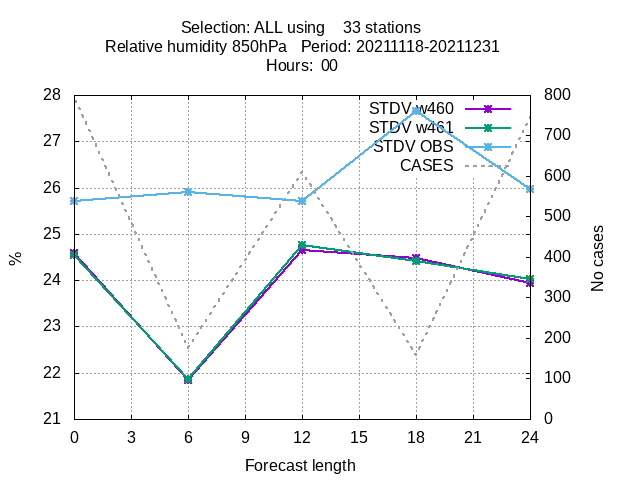 Selection: ALL using 33 stations
Relative humidity 850hPa Period: 20211118-20211231
Hours: 00
28 800
STDV w460
STDV w461
27 700
STDV OBS
CASES
26 600
25 500
24 400
23 300
22 200
100
21 0
%
No cases
0 3 6 9 12 15 18 21 24
Forecast length